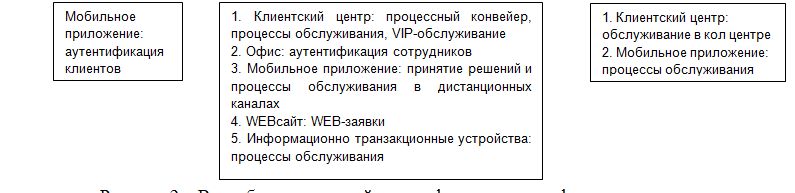 Мобильное
приложение:
аутентификация
клиентов
1. Клиентский центр: процессный конвейер,
процессы обслуживания, VIP-обслуживание
2. Офис: аутентификация сотрудников
3. Мобильное приложение: принятие решений и
процессы обслуживания в дистанционных
каналах
4. WEBсайт: WEB-заявки
5. Информационно транзакционные устройства:
процессы обслуживания
1. Клиентский центр:
обслуживание в кол центре
2. Мобильное приложение:
процессы обслуживания